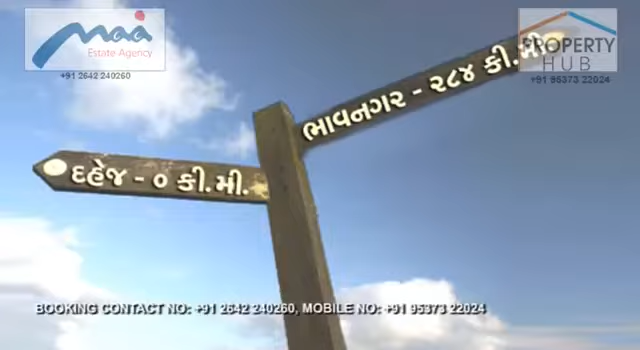 maa
Estate Agency
+91 2642 240260
PROPERTY
HUB
+91 95373 22024
ભાવનગર - ૨૮૪ કી.મી.
દહેજ - ૦ કી.મી.
BOOKING CONTACT NO: +91 2642 240260, MOBILE NO: +91 95373 22024